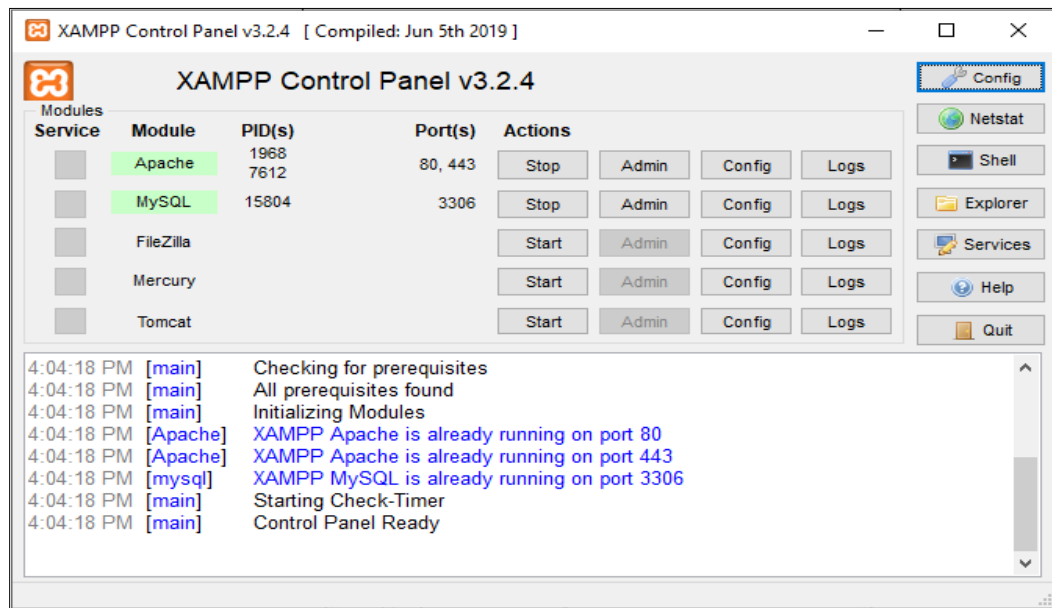 XAMPP Control Panel v3.2.4 [ Compiled: Jun 5th 2019 ]
XAMPP Control Panel v3.2.4
Config
Modules
Service Module PID(s) Port(s) Actions
Netstat
Apache 1968 7612 80, 443 Stop Admin Config Logs
Shell
MySQL 15804 3306 Stop Admin Config Logs
Explorer
FileZilla Start Admin Config Logs
Services
Mercury Start Admin Config Logs
Help
Tomcat Start Admin Config Logs
Quit
4:04:18 PM [main] Checking for prerequisites
4:04:18 PM [main] All prerequisites found
4:04:18 PM [main] Initializing Modules
4:04:18 PM [Apache] XAMPP Apache is already running on port 80
4:04:18 PM [Apache] XAMPP Apache is already running on port 443
4:04:18 PM [mysql] XAMPP MySQL is already running on port 3306
4:04:18 PM [main] Starting Check-Timer
4:04:18 PM [main] Control Panel Ready